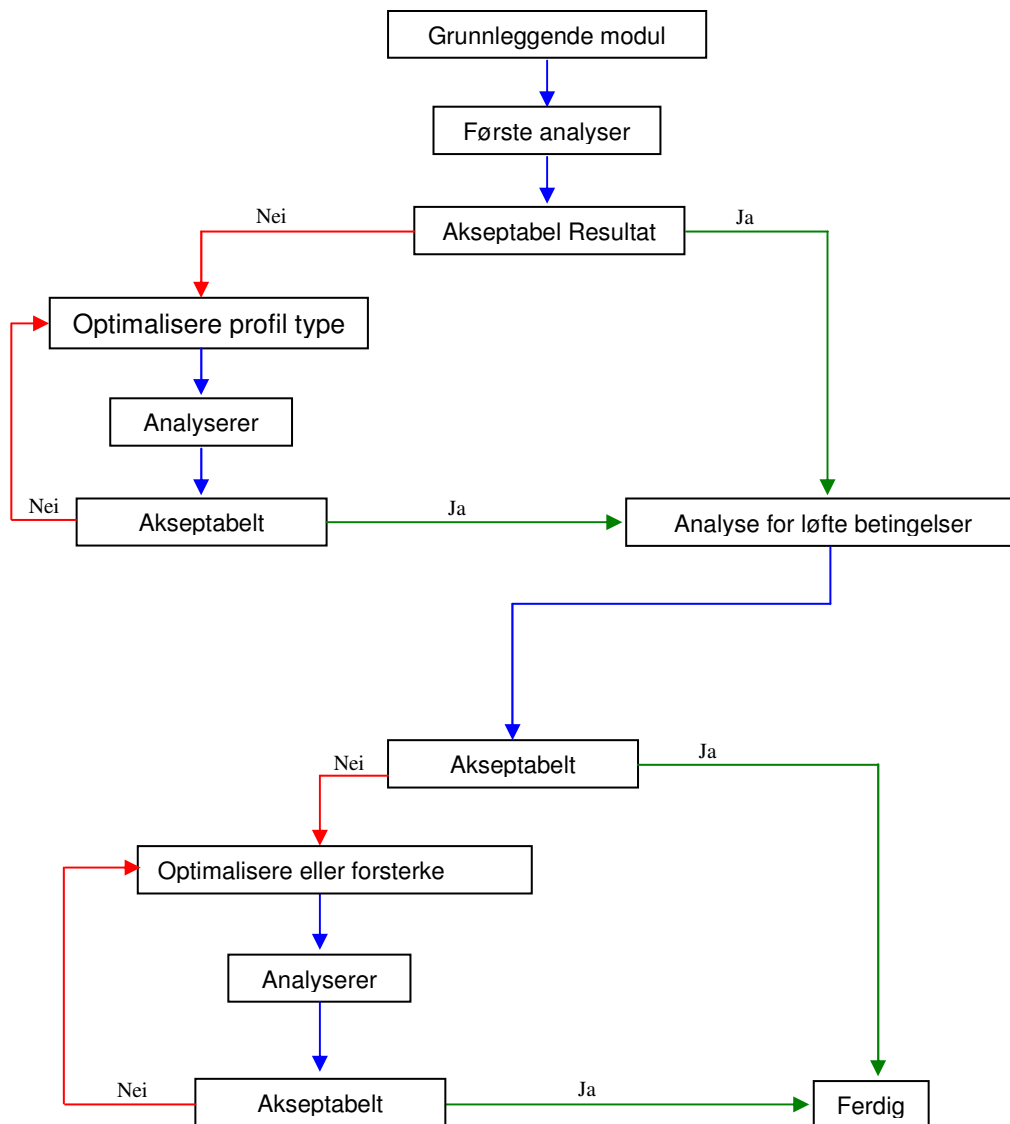 Grunnleggende modul
Første analyser
Nei
Akseptabel Resultat
Ja
Optimalisere profil type
Analyserer
Nei
Akseptabelt
Ja
Analyse for løfte betingelser
Nei
Akseptabelt
Ja
Optimalisere eller forsterke
Analyserer
Nei
Akseptabelt
Ja
Ferdig